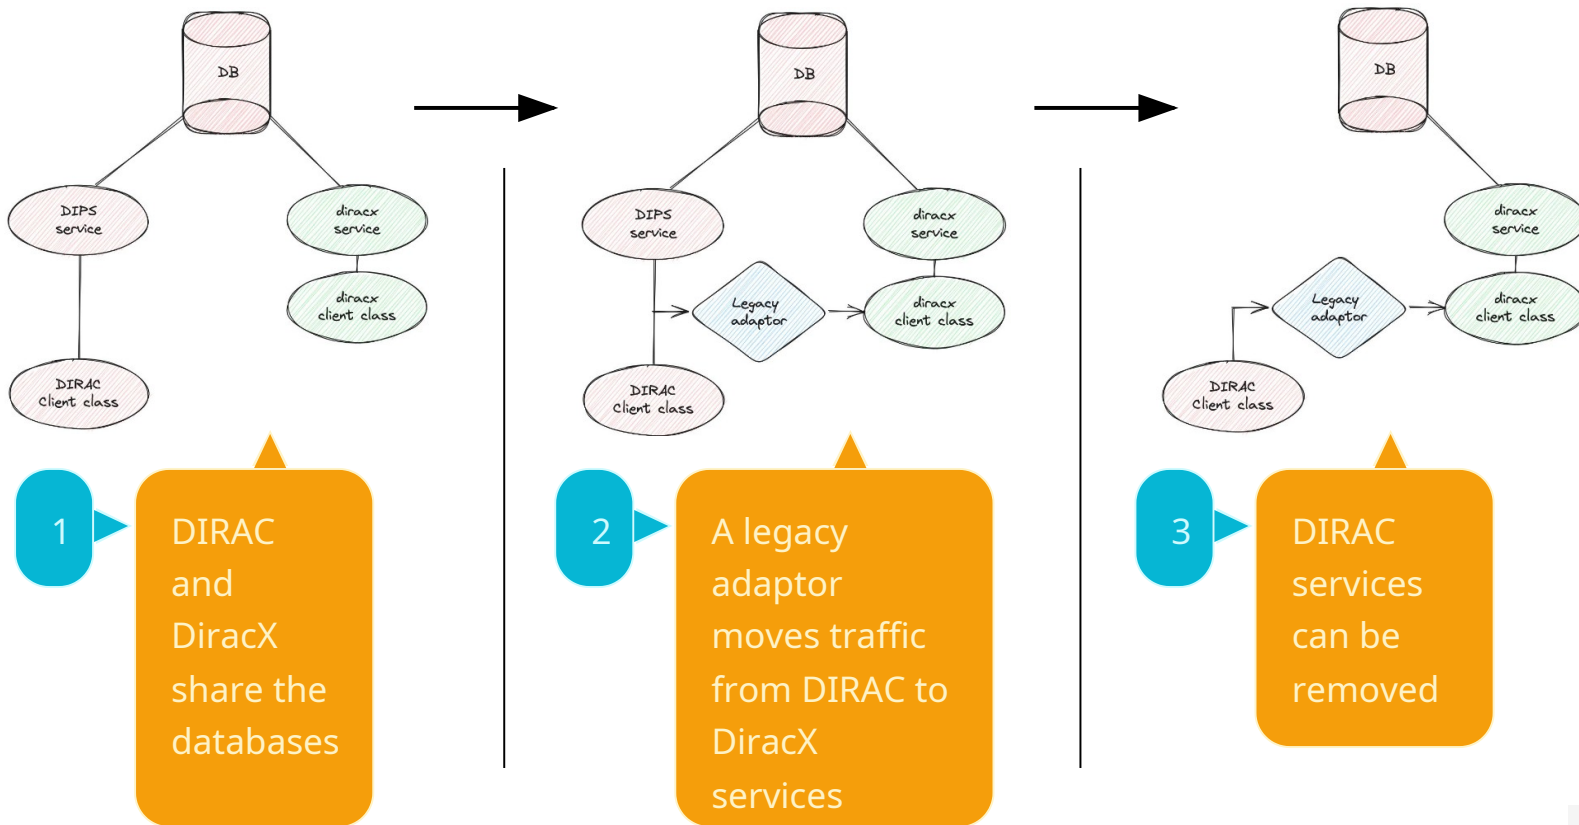 DB
DIPS
service
diracx
service
diracx
client class
DIRAC
Client class
DB
DIPS
service
diracx
service
Legacy
adaptor
diracx
client class
DIRAC
Client class
DB
diracx
service
Legacy
adaptor
diracx
client class
DIRAC
Client class
1
DIRAC
and
DiracX
share the
databases
2
A legacy
adaptor
moves traffic
from DIRAC to
DiracX
services
3
DIRAC
services
can be
removed